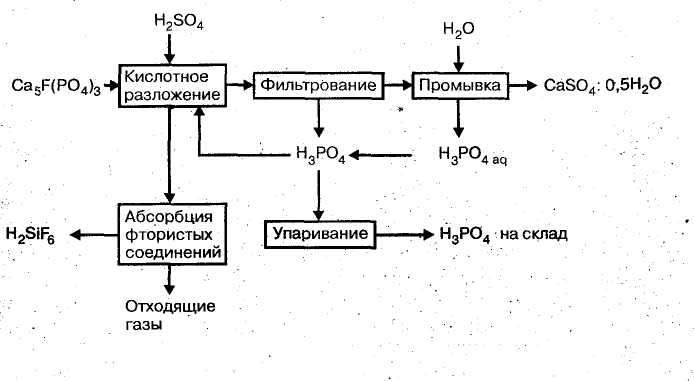 H2SO4
H2O
Ca5F(PO4)3
Кислотное
разложение
Фильтрование
Промывка
CaSO4: 0,5H2O
H3PO4
H3PO4 aq
H2SiF6
Абсорбция
фтористых
соединений
Упаривание
H3PO4 на склад
Отходящие
газы